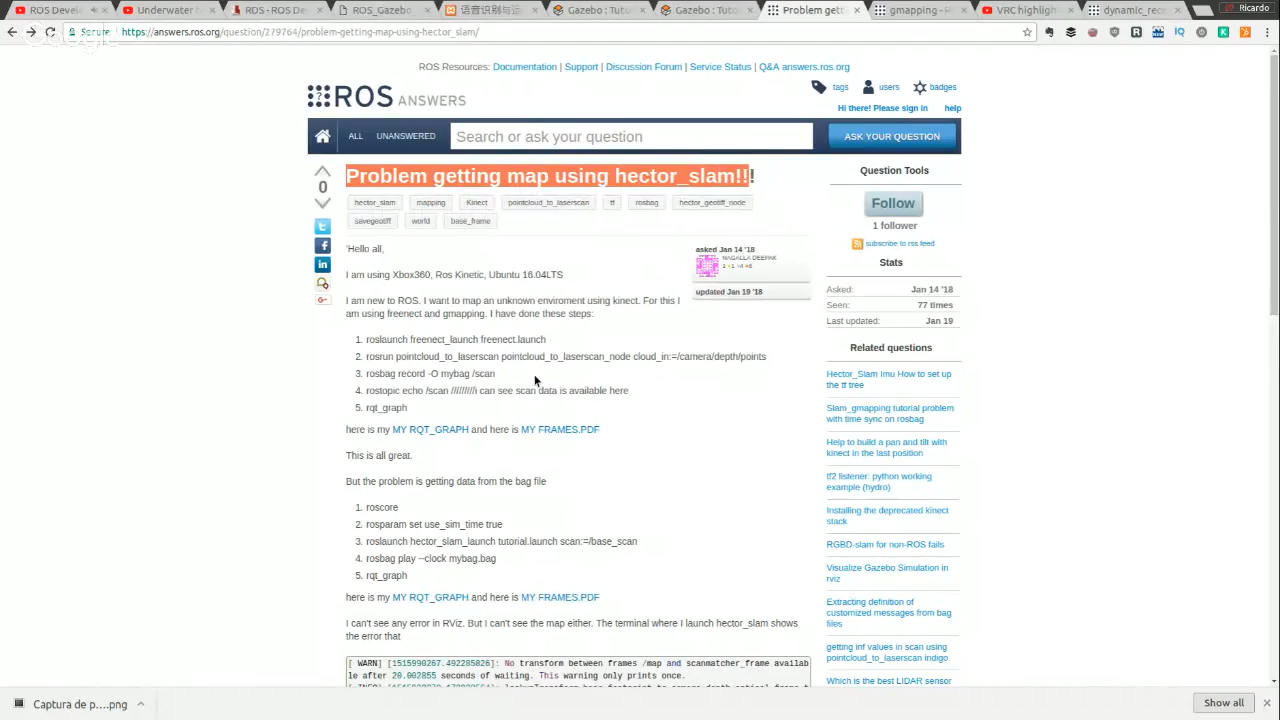 ROS Develo
Underwater h
RDS - ROS De
ROS_Gazebo
语音识别与运
Gazebo : Tuto
Gazebo : Tuto
Problem getti
gmapping - R
VRC highligh
dynamic_reco
Ricardo
Secure https://answers.ros.org/question/279764/problem-getting-map-using-hector_slam/
ROS Resources: Documentation | Support | Discussion Forum | Service Status | Q&A answers.ros.org
tags users badges
Hi there! Please sign in help
ROS ANSWERS
ALL UNANSWERED Search or ask your question ASK YOUR QUESTION
Problem getting map using hector_slam!!!
0
hector_slam mapping Kinect pointcloud_to_laserscan tf rosbag hector_geotiff_node
savegeotiff world base_frame
asked Jan 14 '18
NAGALLA DEEPAK
updated Jan 19 '18
'Hello all,
I am using Xbox360, Ros Kinetic, Ubuntu 16.04LTS
I am new to ROS. I want to map an unknown enviroment using kinect. For this I
am using freenect and gmapping. I have done these steps:
1. roslaunch freenect_launch freenect.launch
2. rosrun pointcloud_to_laserscan pointcloud_to_laserscan_node cloud_in:=/camera/depth/points
3. rosbag record -O mybag /scan
4. rostopic echo /scan /////////i can see scan data is available here
5. rqt_graph
here is my MY RQT_GRAPH and here is MY FRAMES.PDF
This is all great.
But the problem is getting data from the bag file
1. roscore
2. rosparam set use_sim_time true
3. roslaunch hector_slam_launch tutorial.launch scan:=/base_scan
4. rosbag play --clock mybag.bag
5. rqt_graph
here is my MY RQT_GRAPH and here is MY FRAMES.PDF
I can't see any error in RViz. But I can't see the map either. The terminal where I launch hector_slam shows
the error that
[ WARN] [1515990267.492285826]: No transform between frames /map and scanmatcher_frame availab
le after 20.002855 seconds of waiting. This warning only prints once.
Question Tools
Follow
1 follower
subscribe to rss feed
Stats
Asked: Jan 14 '18
Seen: 77 times
Last updated: Jan 19
Related questions
Hector_Slam Imu How to set up
the tf tree
Slam_gmapping tutorial problem
with time sync on rosbag
Help to build a pan and tilt with
kinect in the last position
tf2 listener: python working
example (hydro)
Installing the deprecated kinect
stack
RGBD-slam for non-ROS fails
Visualize Gazebo Simulation in
rviz
Extracting definition of
customized messages from bag
files
getting inf values in scan using
pointcloud_to_laserscan indigo
Which is the best LIDAR sensor
Captura de p....png
Show all